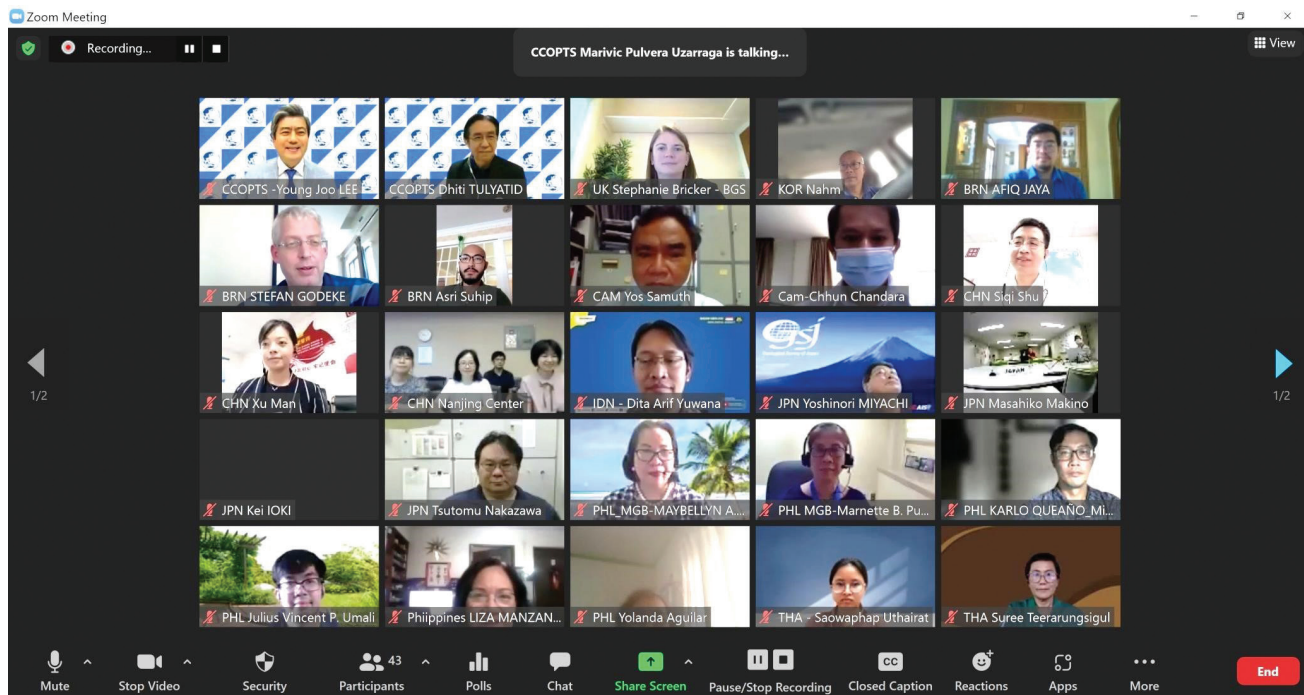 Zoom Meeting
Recording...
CCOPTS Marivic Pulvera Uzarraga is talking...
View
CCOPTS -Young Joo LEE
CCOPTS Dhiti TULYATID
UK Stephanie Bricker - BGS
KOR Nahm
BRN AFIQ JAYA
BRN STEFAN GODEKE
BRN Asri Suhip
CAM Yos Samuth
Cam-Chhun Chandara
CHN Siqi Shu
CHN Xu Man
CHN Nanjing Center
IDN - Dita Arif Yuwana
gsj
JPN Yoshinori MIYACHI
JAPAN
JPN Masahiko Makino
1/2
1/2
JPN Kei IOKI
JPN Tsutomu Nakazawa
PHL_MGB-MAYBELLYN A....
PHL MGB-Marnette B. Pu...
PHL KARLO QUEAÑO_Mi...
PHL Julius Vincent P. Umali
Phiippines LIZA MANZAN...
PHL Yolanda Aguilar
THA - Saowaphap Uthairat
THA Suree Teerarungsigul
43
CC
Mute
Stop Video
Security
Participants
Polls
Chat
Share Screen
Pause/Stop Recording
Closed Caption
Reactions
Apps
More
End